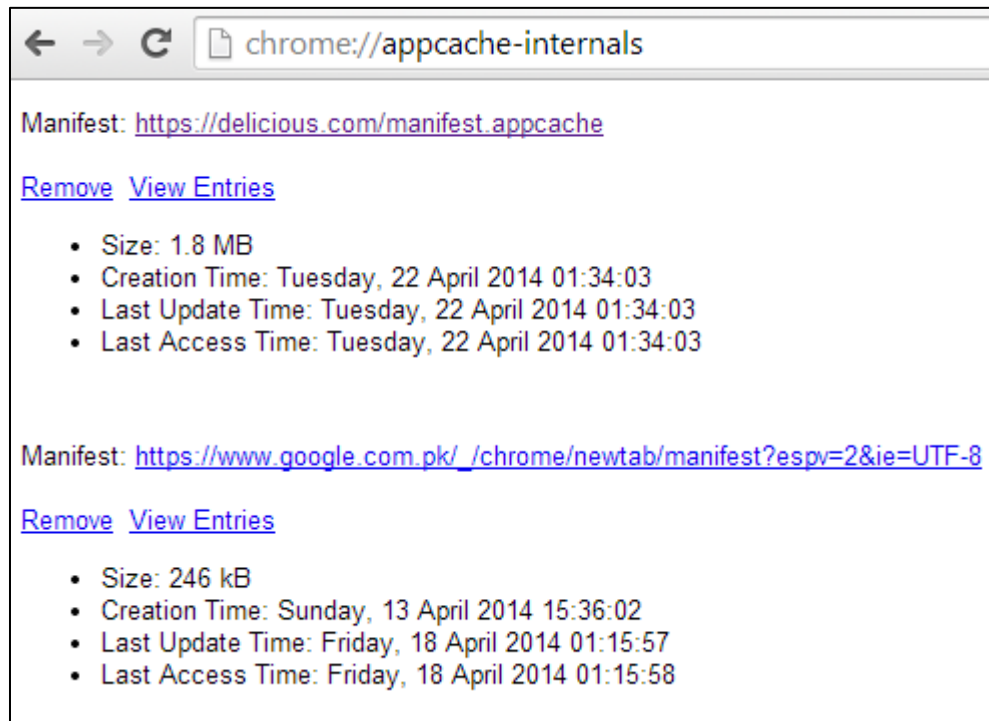 chrome://appcache-internals
Manifest: https://delicious.com/manifest.appcache
Remove View Entries
• Size: 1.8 MB
• Creation Time: Tuesday, 22 April 2014 01:34:03
• Last Update Time: Tuesday, 22 April 2014 01:34:03
• Last Access Time: Tuesday, 22 April 2014 01:34:03
Manifest: https://www.google.com.pk/_/chrome/newtab/manifest?espv=2&ie=UTF-8
Remove View Entries
• Size: 246 kB
• Creation Time: Sunday, 13 April 2014 15:36:02
• Last Update Time: Friday, 18 April 2014 01:15:57
• Last Access Time: Friday, 18 April 2014 01:15:58